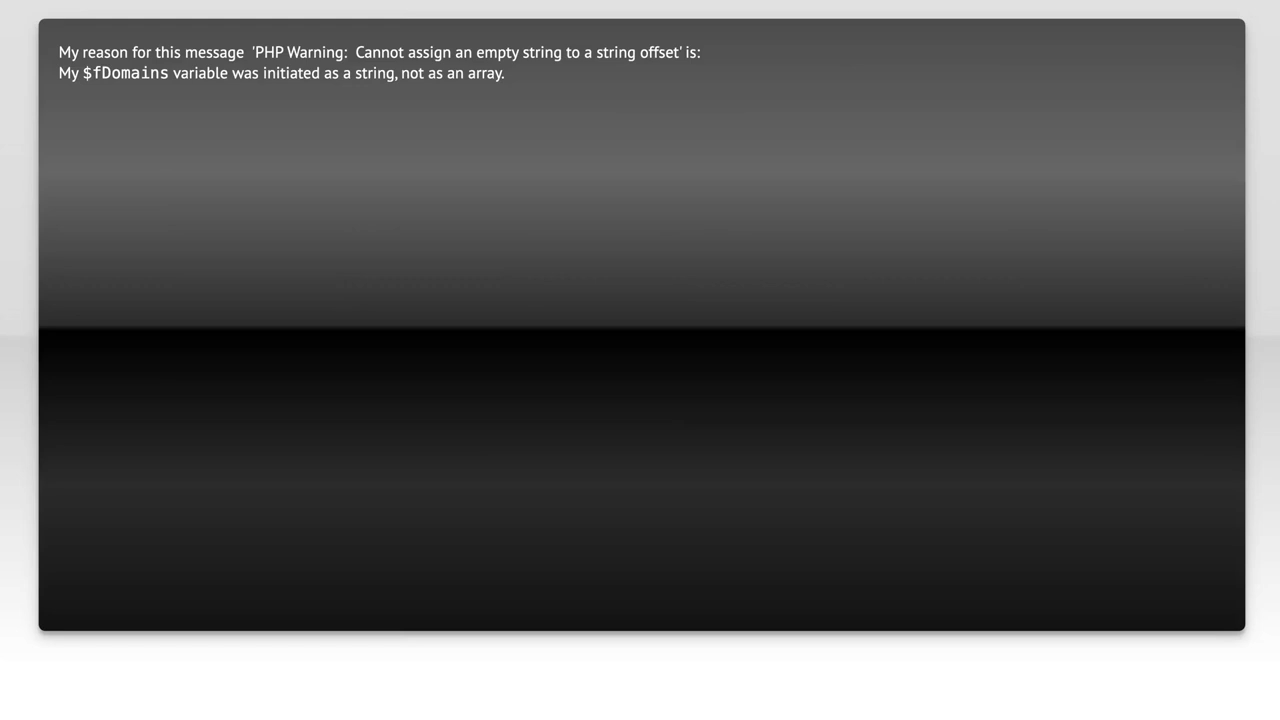 My reason for this message  'PHP Warning:  Cannot assign an empty string to a string offset' is:
My $fDomains variable was initiated as a string, not as an array.